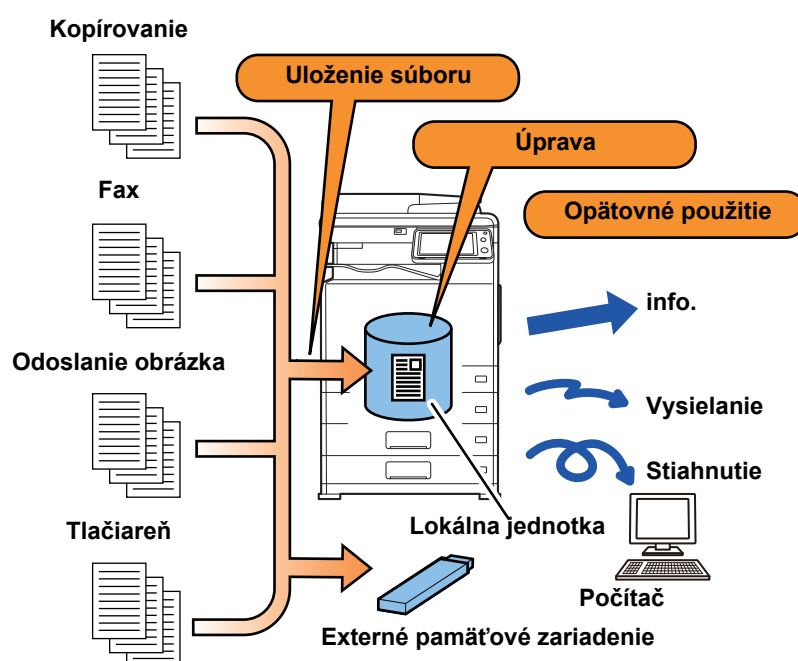 Kopírovanie
Uloženie súboru
Úprava
Fax
Opätovné použitie
info.
Odoslanie obrázka
Vysielanie
Stiahnutie
Tlačiareň
Lokálna jednotka
Počítač
Externé pamäťové zariadenie